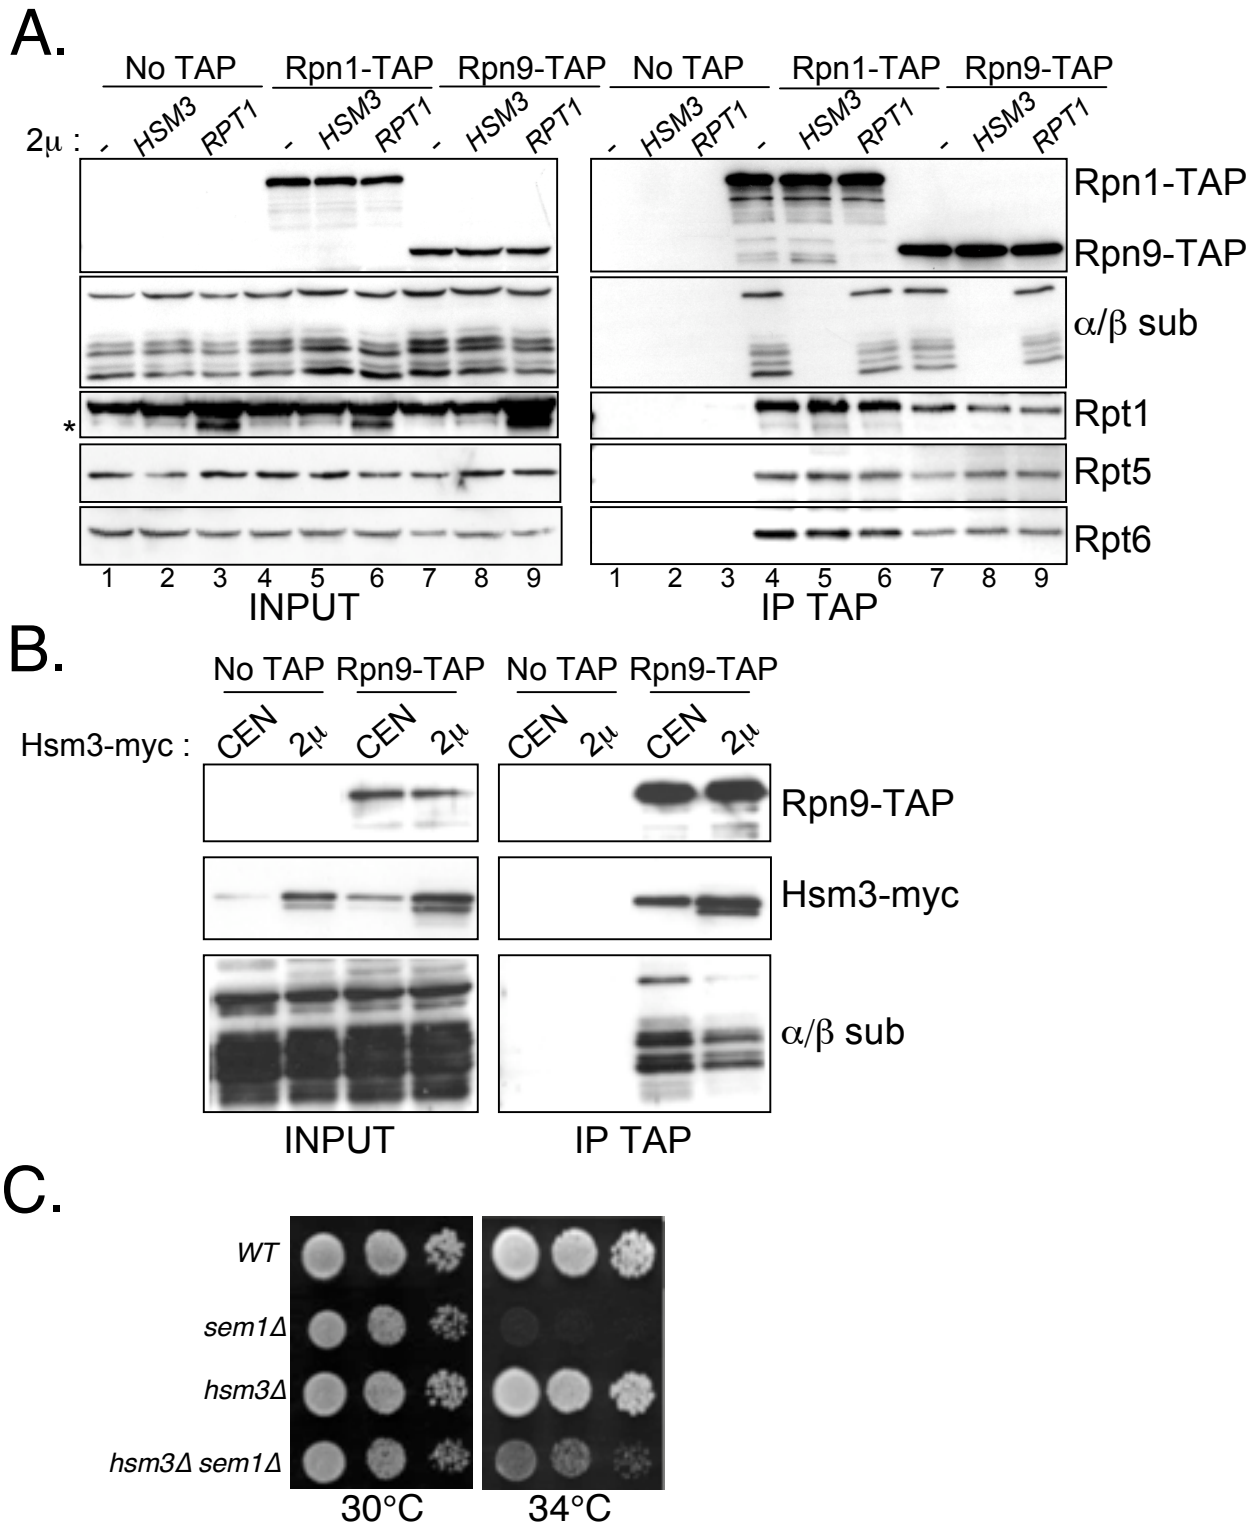 A.
No TAP Rpn1-TAP Rpn9-TAP No TAP Rpn1-TAP Rpn9-TAP
2μ : - HSM3 RPT1 - HSM3 RPT1 - HSM3 RPT1 - HSM3 RPT1 - HSM3 RPT1 - HSM3 RPT1
Rpn1-TAP
Rpn9-TAP
α/β sub
* Rpt1
Rpt5
Rpt6
1 2 3 4 5 6 7 8 9 1 2 3 4 5 6 7 8 9
INPUT IP TAP
B.
No TAP Rpn9-TAP No TAP Rpn9-TAP
Hsm3-myc : CEN 2μ CEN 2μ CEN 2μ CEN 2μ
Rpn9-TAP
Hsm3-myc
α/β sub
INPUT IP TAP
C.
WT
sem1Δ
hsm3Δ
hsm3Δ sem1Δ
30°C 34°C